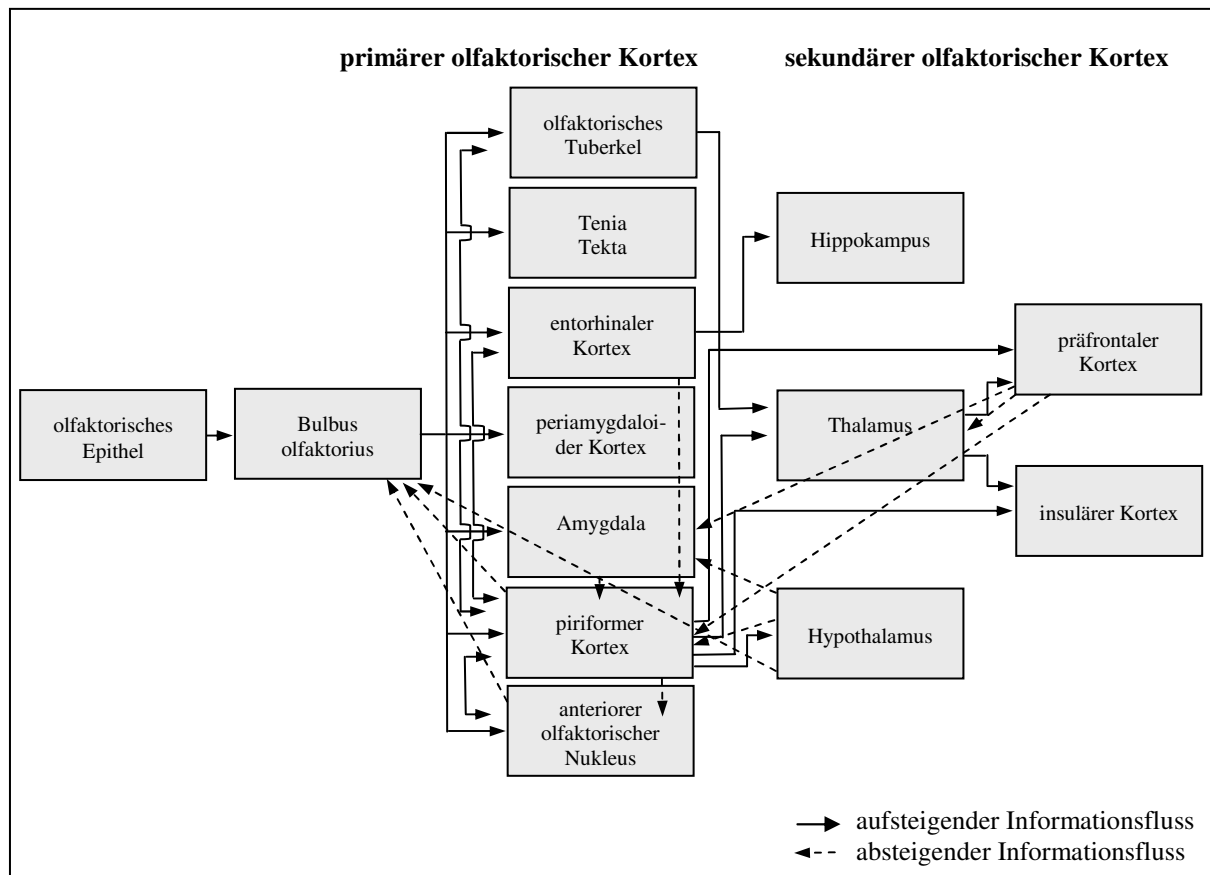 primärer olfaktorischer Kortex
sekundärer olfaktorischer Kortex
olfaktorisches
Tuberkel
Tenia
Tekta
Hippokampus
entorhinaler
Kortex
präfrontaler
Kortex
olfaktorisches
Epithel
Bulbus
olfaktorius
periamygdaloi-
der Kortex
Thalamus
Amygdala
insulärer Kortex
piriformer
Kortex
Hypothalamus
anteriorer
olfaktorischer
Nukleus
aufsteigender Informationsfluss
absteigender Informationsfluss